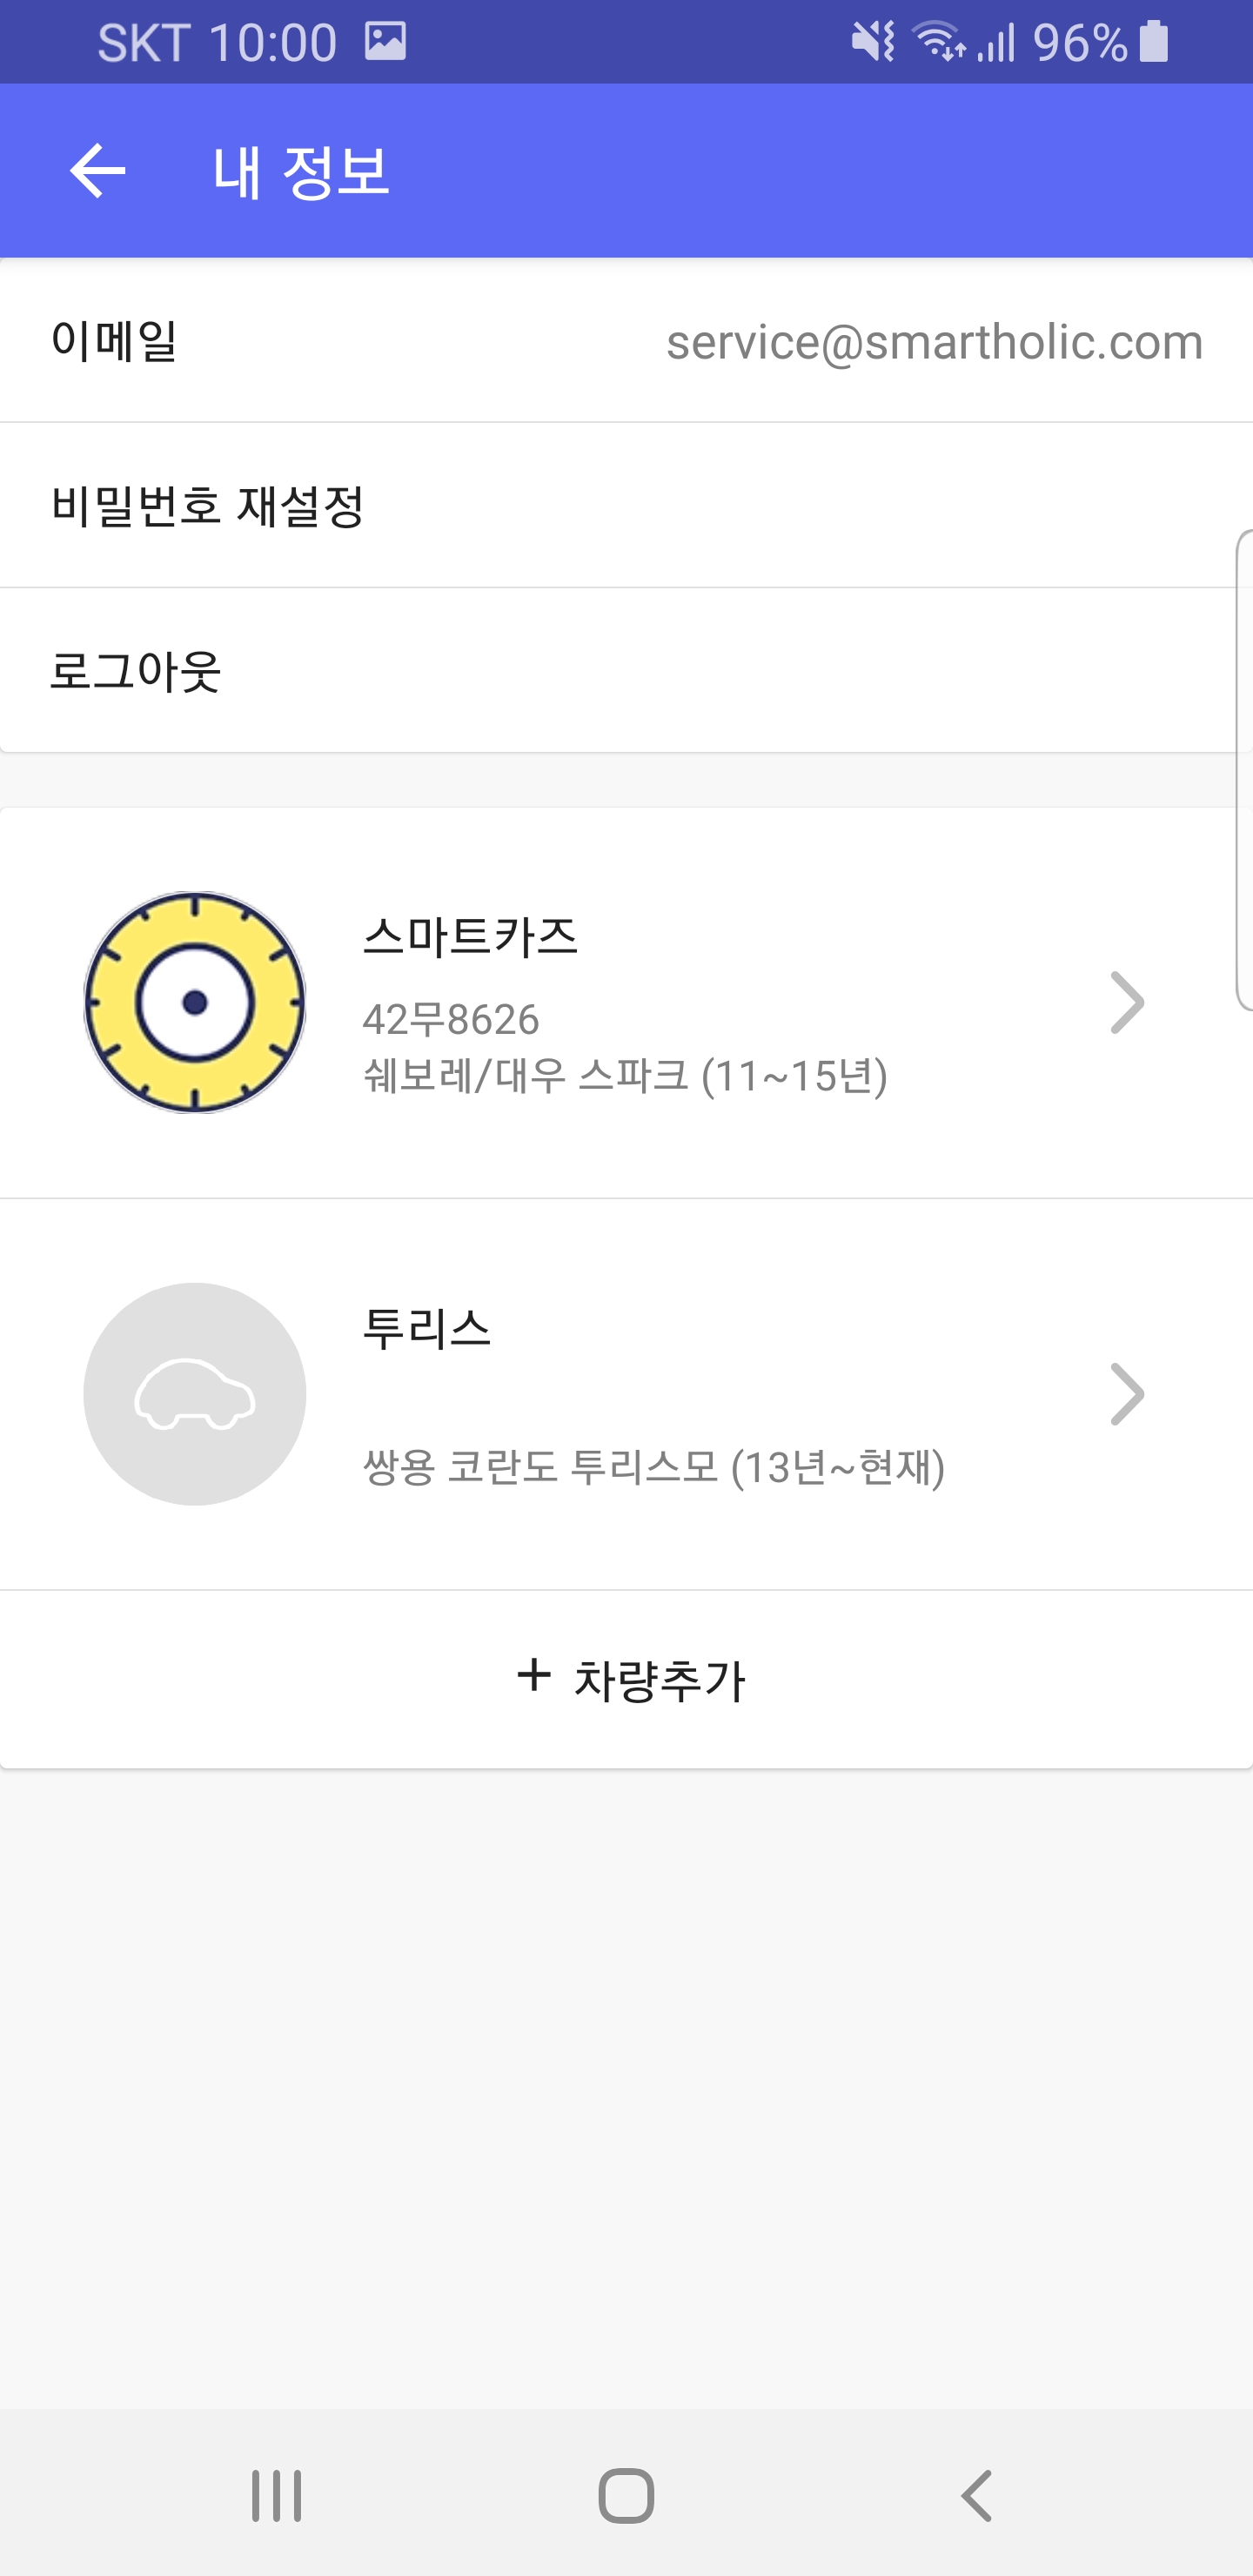 SKT 10:00 96%
내 정보
이메일 service@smartholic.com
비밀번호 재설정
로그아웃
스마트카즈
42무8626
쉐보레/대우 스파크 (11~15년)
투리스
쌍용 코란도 투리스모 (13년~현재)
+ 차량추가